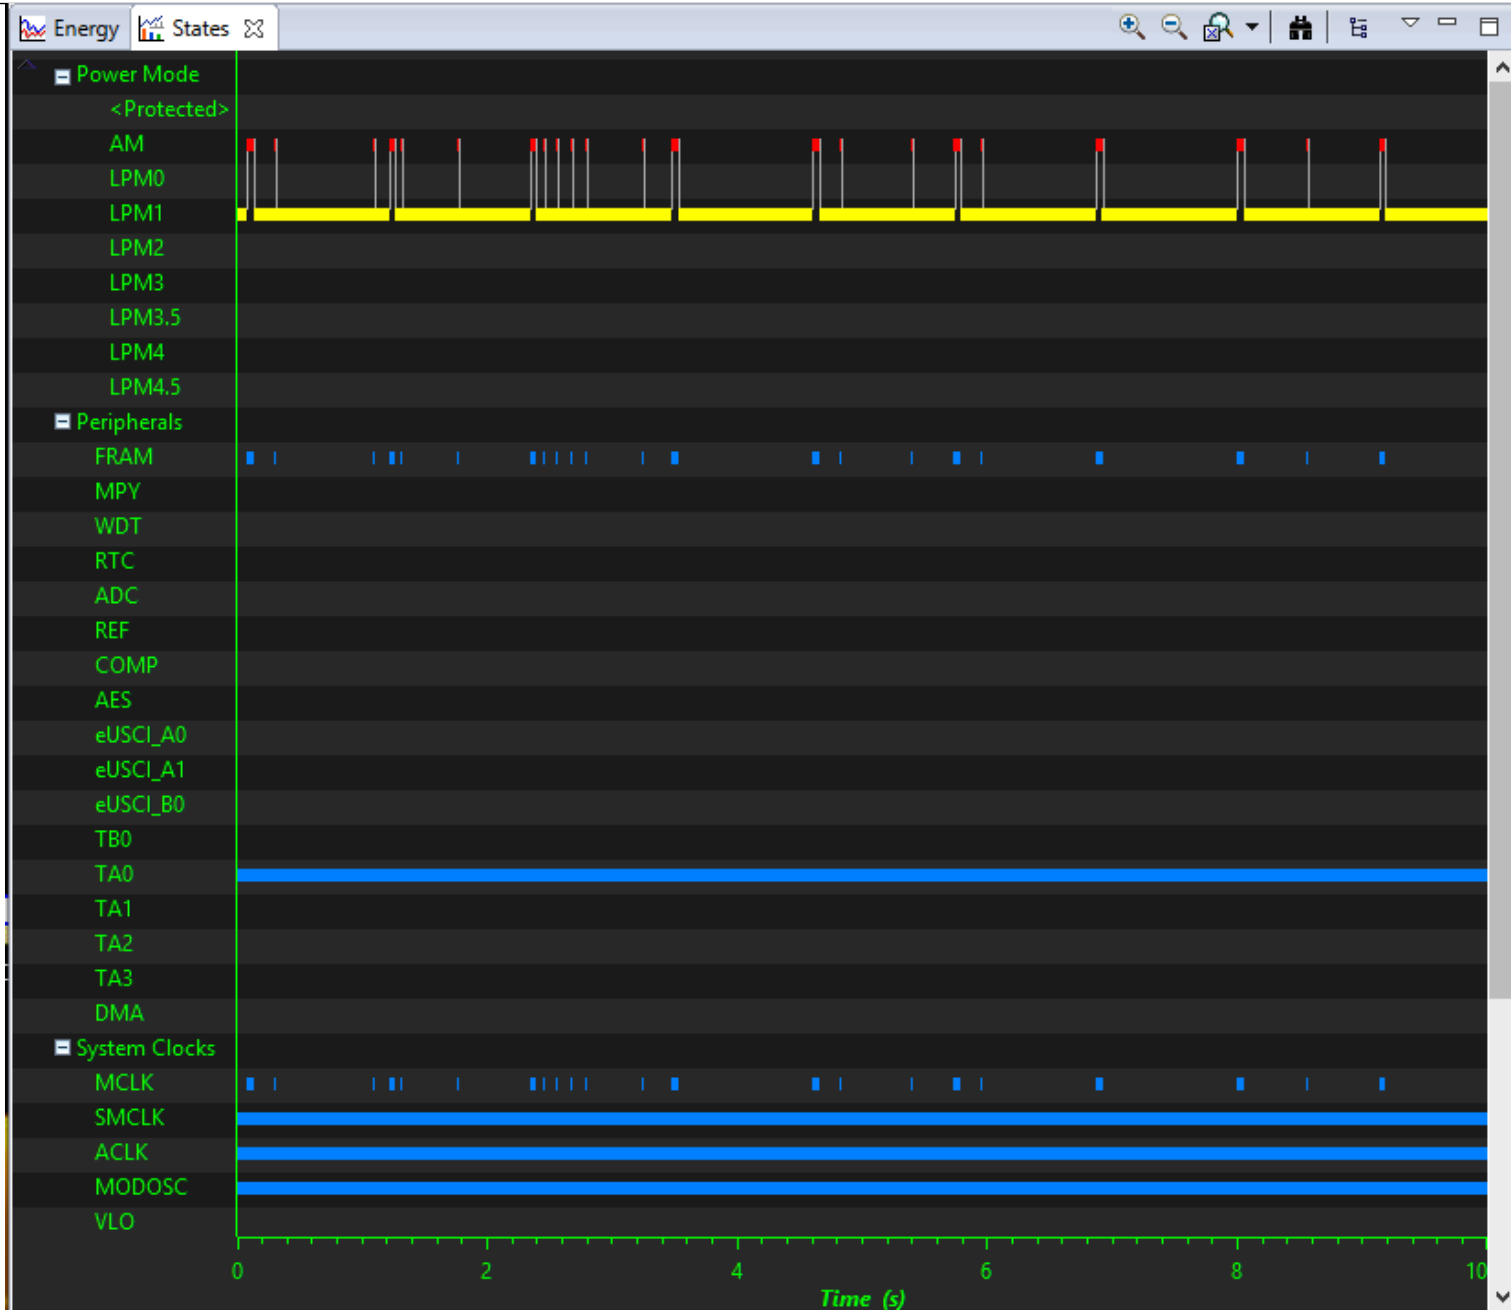 Energy States
Power Mode
<Protected>
AM
LPM0
LPM1
LPM2
LPM3
LPM3.5
LPM4
LPM4.5
Peripherals
FRAM
MPY
WDT
RTC
ADC
REF
COMP
AES
eUSCI_A0
eUSCI_A1
eUSCI_B0
TB0
TA0
TA1
TA2
TA3
DMA
System Clocks
MCLK
SMCLK
ACLK
MODOSC
VLO
0 2 4 6 8 10
Time (s)